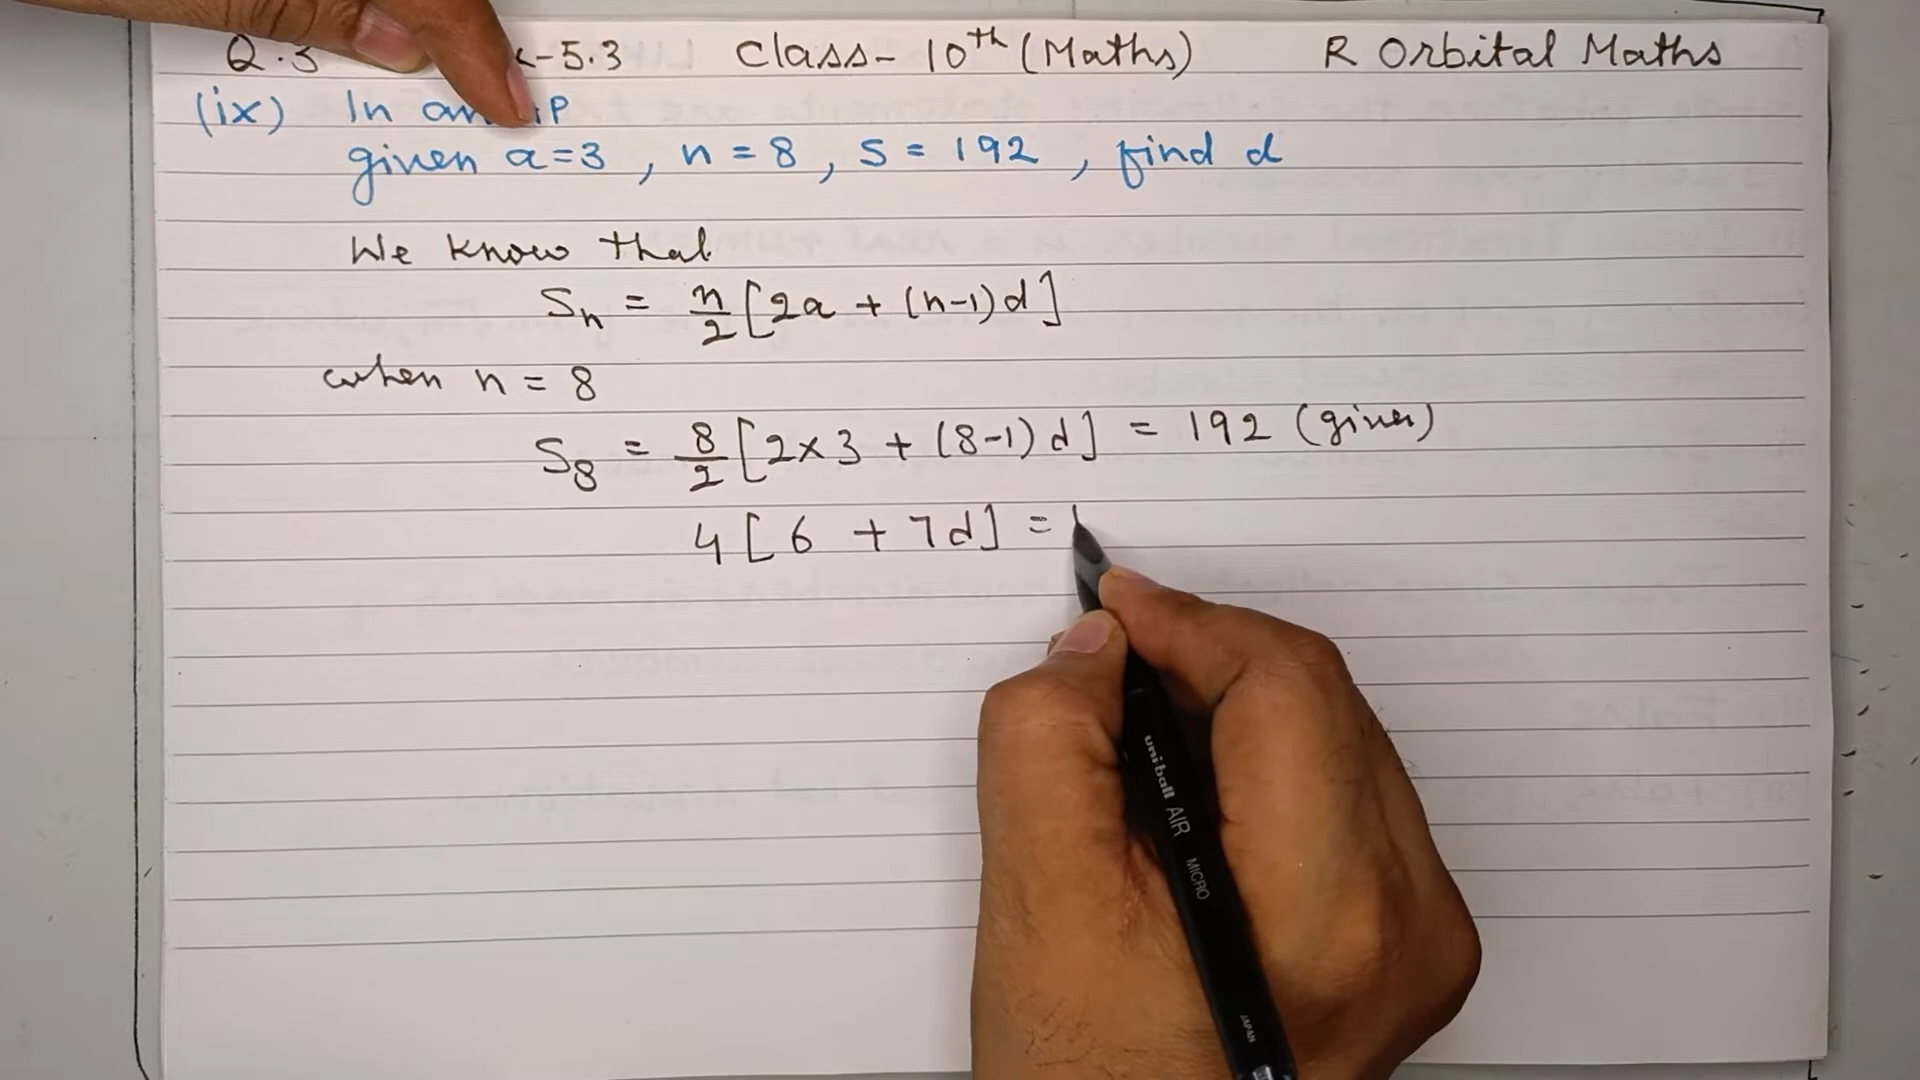 Q.3 -5.3 Class- 10th (Maths) R Orbital Maths
(ix) In an
given a=3 , n = 8 , S = 192 , find d
We know that
Sn = n/2 [2a + (n-1)d]
when n = 8
S8 = 8/2 [2×3 + (8-1)d] = 192 (given)
4 [6 + 7d] =
uniball AIR MICRO
JAPAN